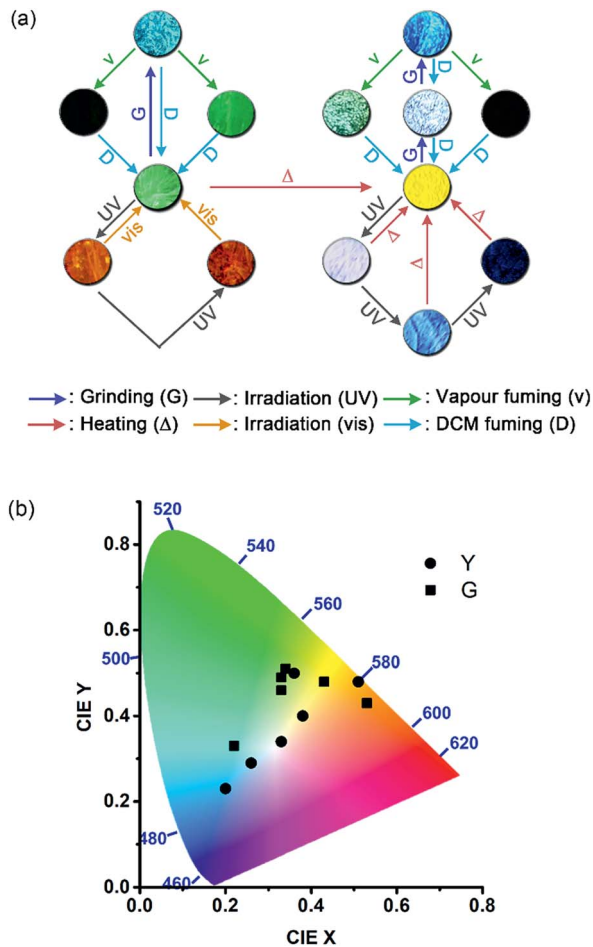 (a)
v v v v
G D G D
D D D G D D
Δ
UV vis vis UV Δ Δ Δ
UV UV UV
: Grinding (G) : Irradiation (UV) : Vapour fuming (v)
: Heating (Δ) : Irradiation (vis) : DCM fuming (D)
(b)
520
0.8
540
Y
560
G
0.6
500
580
CIE Y
0.4
600
620
0.2
480
460
0.0
0.0 0.2 0.4 0.6 0.8
CIE X